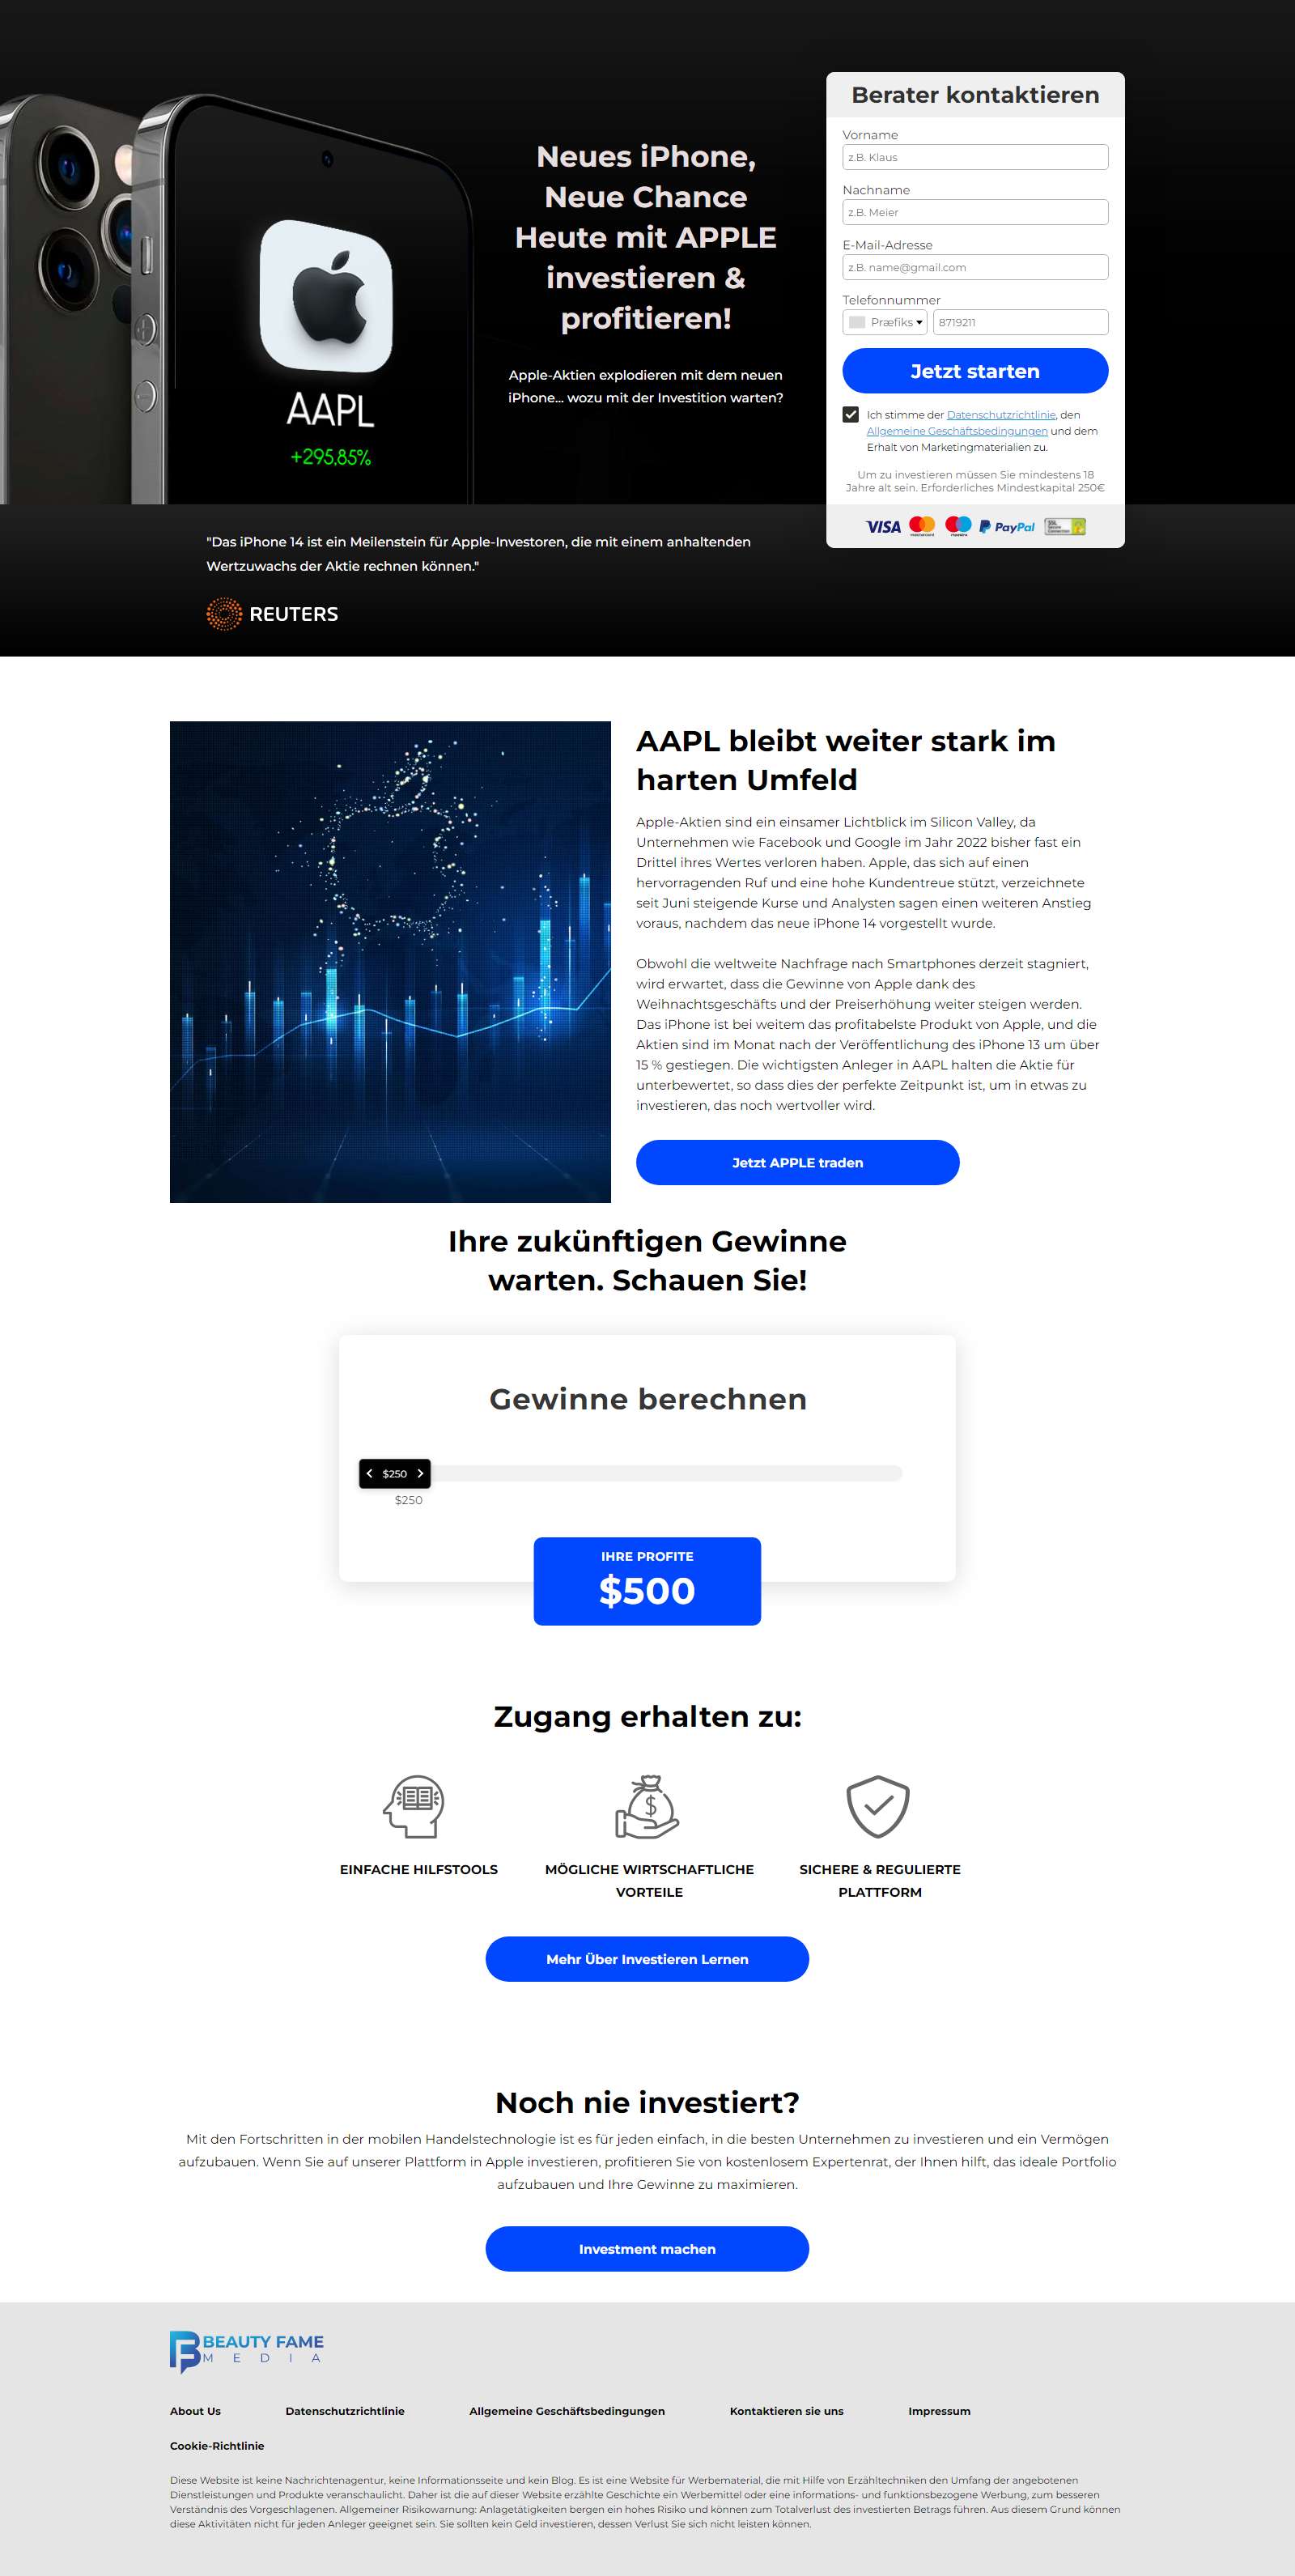 Neues iPhone,
Neue Chance
Heute mit APPLE
investieren &
profitieren!
Apple-Aktien explodieren mit dem neuen
iPhone... wozu mit der Investition warten?
AAPL
+295,85%
Berater kontaktieren
Vorname
z.B. Klaus
Nachname
z.B. Meier
E-Mail-Adresse
z.B. name@gmail.com
Telefonnummer
Præfiks 8719211
Jetzt starten
Ich stimme der Datenschutzrichtlinie, den
Allgemeine Geschäftsbedingungen und dem
Erhalt von Marketingmaterialien zu.
Um zu investieren müssen Sie mindestens 18
Jahre alt sein. Erforderliches Mindestkapital 250€
VISA mastercard maestro PayPal
"Das iPhone 14 ist ein Meilenstein für Apple-Investoren, die mit einem anhaltenden
Wertzuwachs der Aktie rechnen können."
REUTERS
AAPL bleibt weiter stark im
harten Umfeld
Apple-Aktien sind ein einsamer Lichtblick im Silicon Valley, da
Unternehmen wie Facebook und Google im Jahr 2022 bisher fast ein
Drittel ihres Wertes verloren haben. Apple, das sich auf einen
hervorragenden Ruf und eine hohe Kundentreue stützt, verzeichnete
seit Juni steigende Kurse und Analysten sagen einen weiteren Anstieg
voraus, nachdem das neue iPhone 14 vorgestellt wurde.
Obwohl die weltweite Nachfrage nach Smartphones derzeit stagniert,
wird erwartet, dass die Gewinne von Apple dank des
Weihnachtsgeschäfts und der Preiserhöhung weiter steigen werden.
Das iPhone ist bei weitem das profitabelste Produkt von Apple, und die
Aktien sind im Monat nach der Veröffentlichung des iPhone 13 um über
15 % gestiegen. Die wichtigsten Anleger in AAPL halten die Aktie für
unterbewertet, so dass dies der perfekte Zeitpunkt ist, um in etwas zu
investieren, das noch wertvoller wird.
Jetzt APPLE traden
Ihre zukünftigen Gewinne
warten. Schauen Sie!
Gewinne berechnen
$250
$250
IHRE PROFITE
$500
Zugang erhalten zu:
EINFACHE HILFSTOOLS
MÖGLICHE WIRTSCHAFTLICHE
VORTEILE
SICHERE & REGULIERTE
PLATTFORM
Mehr Über Investieren Lernen
Noch nie investiert?
Mit den Fortschritten in der mobilen Handelstechnologie ist es für jeden einfach, in die besten Unternehmen zu investieren und ein Vermögen
aufzubauen. Wenn Sie auf unserer Plattform in Apple investieren, profitieren Sie von kostenlosem Expertenrat, der Ihnen hilft, das ideale Portfolio
aufzubauen und Ihre Gewinne zu maximieren.
Investment machen
BEAUTY FAME
MEDIA
About Us Datenschutzrichtlinie Allgemeine Geschäftsbedingungen Kontaktieren sie uns Impressum
Cookie-Richtlinie
Diese Website ist keine Nachrichtenagentur, keine Informationsseite und kein Blog. Es ist eine Website für Werbematerial, die mit Hilfe von Erzähltechniken den Umfang der angebotenen
Dienstleistungen und Produkte veranschaulicht. Daher ist die auf dieser Website erzählte Geschichte ein Werbemittel oder eine informations- und funktionsbezogene Werbung, zum besseren
Verständnis des Vorgeschlagenen. Allgemeiner Risikowarnung: Anlagetätigkeiten bergen ein hohes Risiko und können zum Totalverlust des investierten Betrags führen. Aus diesem Grund können
diese Aktivitäten nicht für jeden Anleger geeignet sein. Sie sollten kein Geld investieren, dessen Verlust Sie sich nicht leisten können.